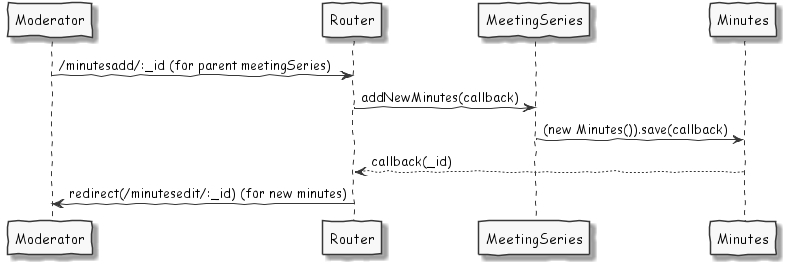 Moderator
Router
MeetingSeries
Minutes
/minutesadd/:_id (for parent meetingSeries)
addNewMinutes(callback)
(new Minutes()).save(callback)
callback(_id)
redirect(/minutesedit/:_id) (for new minutes)
Moderator
Router
MeetingSeries
Minutes